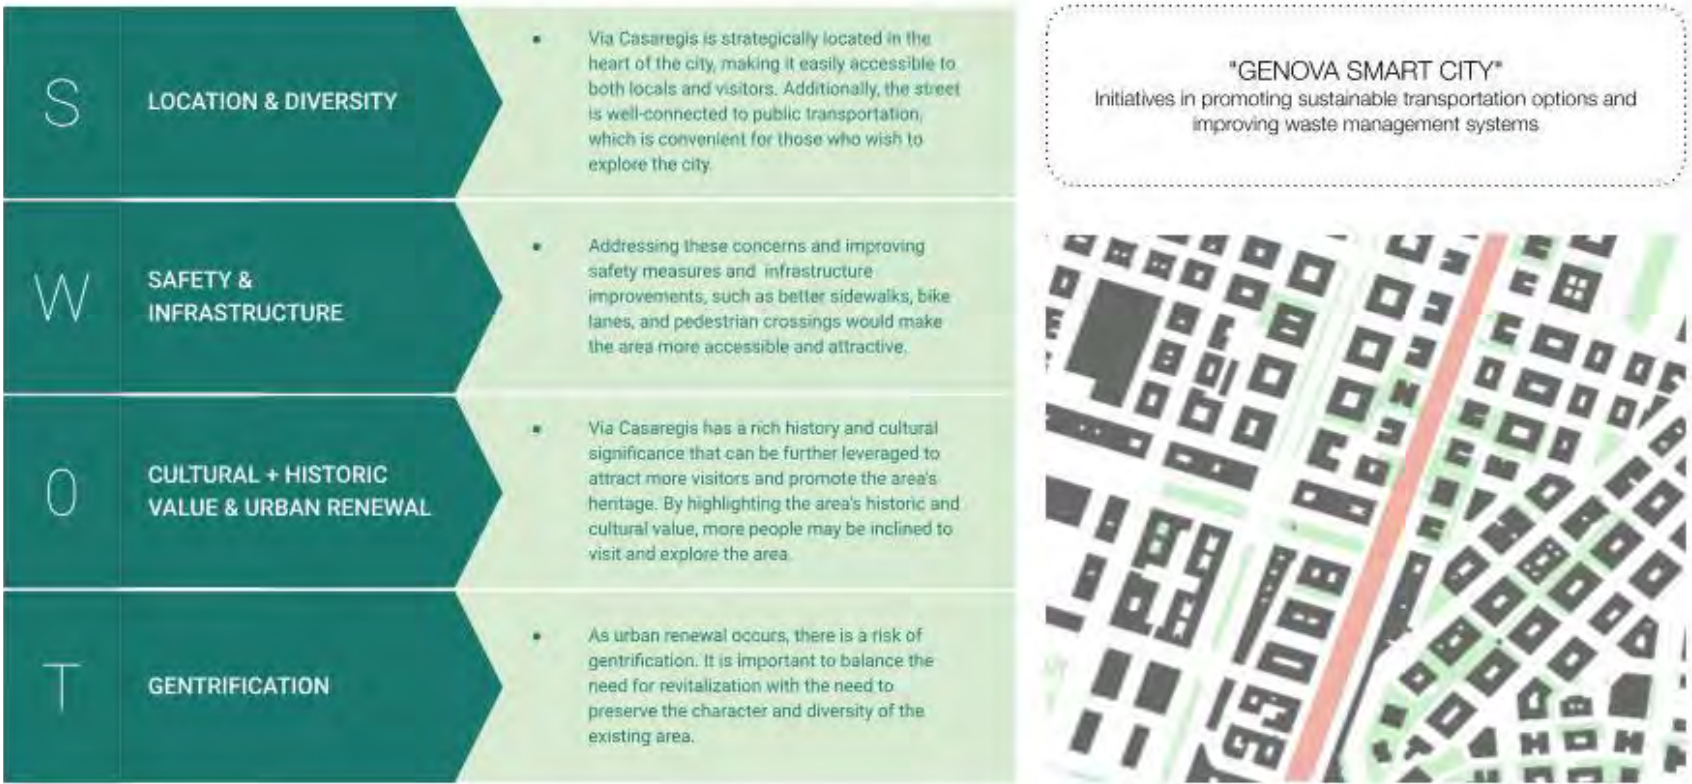 S
LOCATION & DIVERSITY
Via Casaregis is strategically located in the
heart of the city, making it easily accessible to
both locals and visitors. Additionally, the street
is well-connected to public transportation,
which is convenient for those who wish to
explore the city.
W
SAFETY &
INFRASTRUCTURE
Addressing these concerns and improving
safety measures and infrastructure
improvements, such as better sidewalks, bike
lanes, and pedestrian crossings would make
the area more accessible and attractive.
O
CULTURAL + HISTORIC
VALUE & URBAN RENEWAL
Via Casaregis has a rich history and cultural
significance that can be further leveraged to
attract more visitors and promote the area's
heritage. By highlighting the area's historic and
cultural value, more people may be inclined to
visit and explore the area.
T
GENTRIFICATION
As urban renewal occurs, there is a risk of
gentrification. It is important to balance the
need for revitalization with the need to
preserve the character and diversity of the
existing area.
"GENOVA SMART CITY"
Initiatives in promoting sustainable transportation options and
improving waste management systems